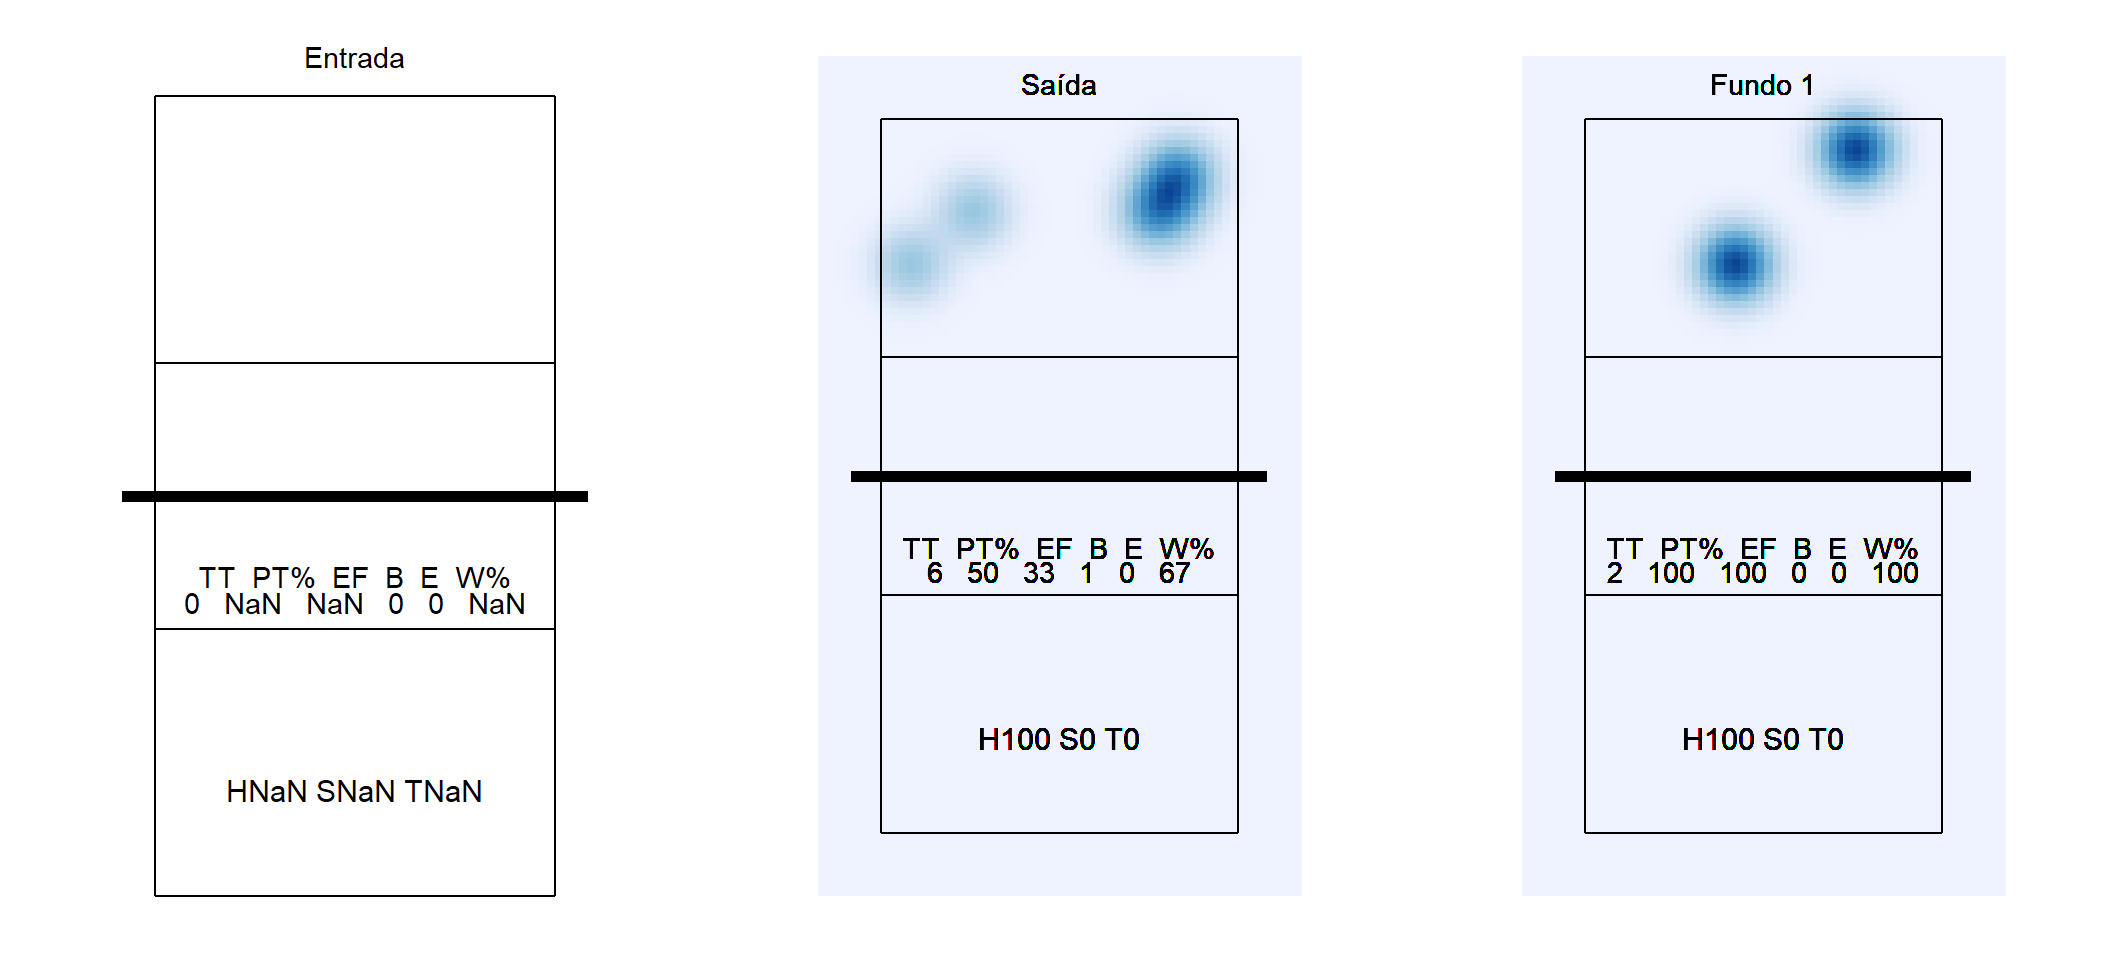 Entrada
TT PT% EF B E W%
0 NaN NaN 0 0 NaN
HNaN SNaN TNaN
Saída
TT PT% EF B E W%
6 50 33 1 0 67
H100 S0 T0
Fundo 1
TT PT% EF B E W%
2 100 100 0 0 100
H100 S0 T0